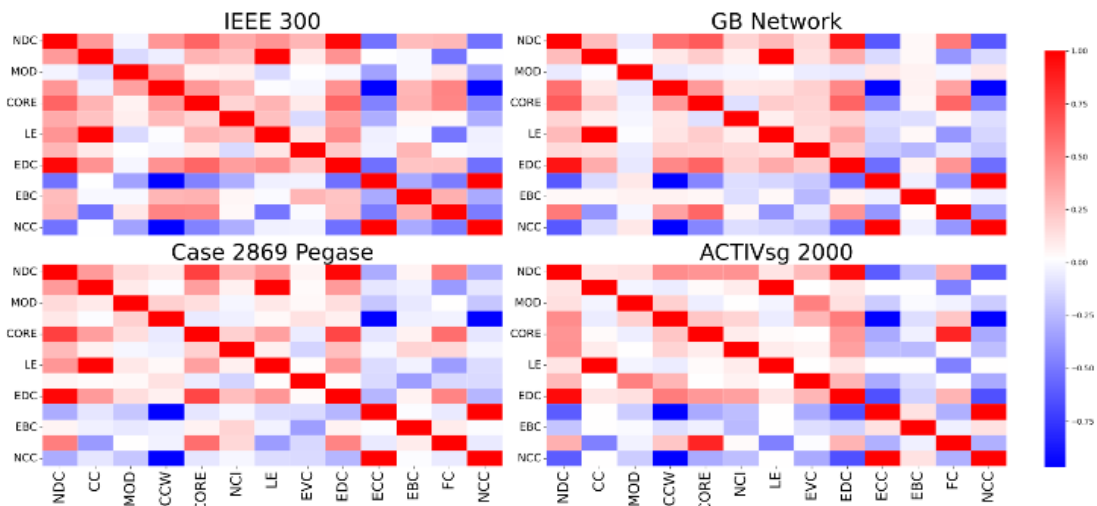 IEEE 300
GB Network
NDC
MOD
CORE
LE
EDC
EBC
NCC
NDC
MOD
CORE
LE
EDC
EBC
NCC
1.00
0.75
0.50
0.25
0.00
-0.25
-0.50
-0.75
Case 2869 Pegase
ACTIVsg 2000
NDC
MOD
CORE
LE
EDC
EBC
NCC
NDC
MOD
CORE
LE
EDC
EBC
NCC
NDC
CC
MOD
CCW
CORE
NCI
LE
EVC
EDC
ECC
EBC
FC
NCC
NDC
CC
MOD
CCW
CORE
NCI
LE
EVC
EDC
ECC
EBC
FC
NCC